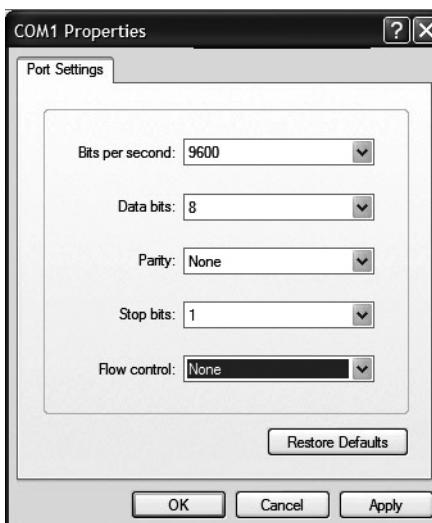 COM1 Properties
Port Settings
Bits per second: 9600
Data bits: 8
Parity: None
Stop bits: 1
Flow control: None
Restore Defaults
OK Cancel Apply